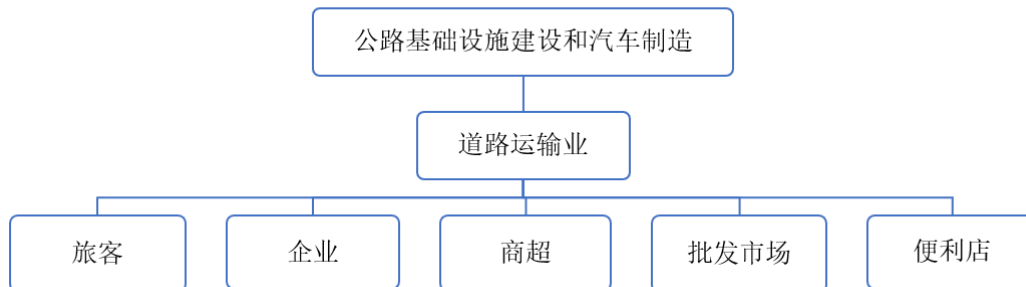 公路基础设施建设和汽车制造
道路运输业
旅客
企业
商超
批发市场
便利店